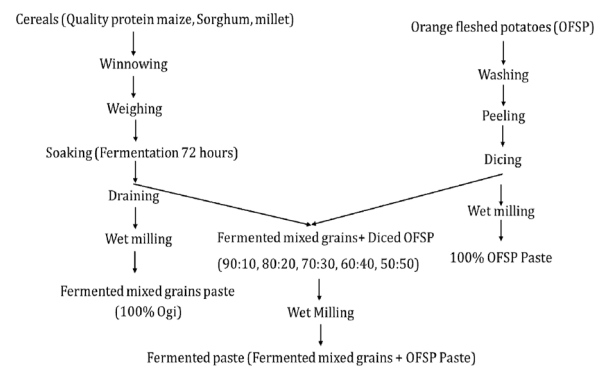 Cereals (Quality protein maize, Sorghum, millet)
Winnowing
Weighing
Soaking (Fermentation 72 hours)
Draining
Wet milling
Fermented mixed grains paste
(100% Ogi)
Orange fleshed potatoes (OFSP)
Washing
Peeling
Dicing
Wet milling
100% OFSP Paste
Fermented mixed grains+ Diced OFSP
(90:10, 80:20, 70:30, 60:40, 50:50)
Wet Milling
Fermented paste (Fermented mixed grains + OFSP Paste)